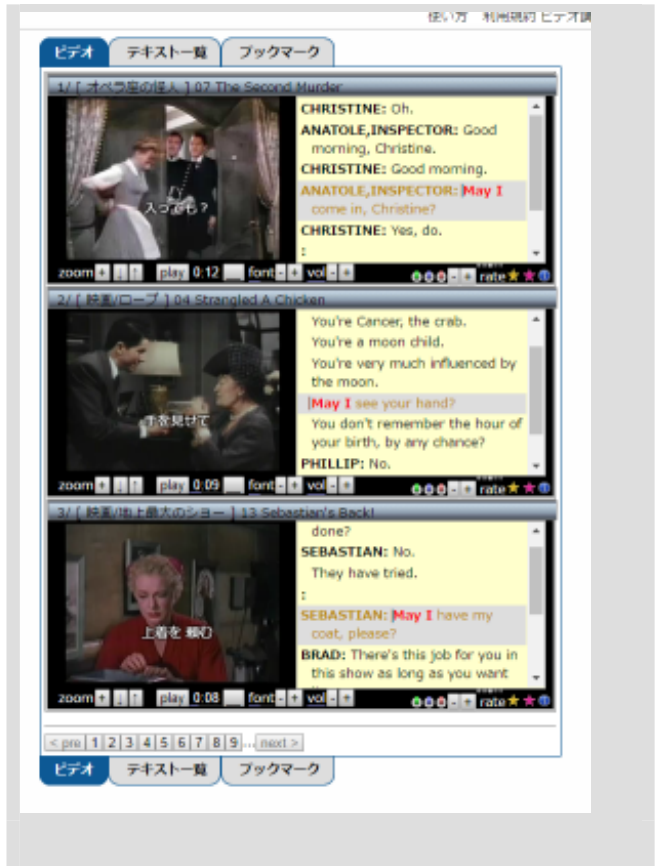 使い方 利用規約 ビデオ講
ビデオ テキスト一覧 ブックマーク
1/ [ オペラ座の怪人 ] 07 The Second Murder
入っても？
CHRISTINE: Oh.
ANATOLE,INSPECTOR: Good
morning, Christine.
CHRISTINE: Good morning.
ANATOLE,INSPECTOR: May I
come in, Christine?
CHRISTINE: Yes, do.
:
zoom + ↓ ↑ play 0:12 font - + vol - + - + rate
2/ [ 映画/ロープ ] 04 Strangled A Chicken
手を見せて
You're Cancer, the crab.
You're a moon child.
You're very much influenced by
the moon.
May I see your hand?
You don't remember the hour of
your birth, by any chance?
PHILLIP: No.
zoom + ↓ ↑ play 0:09 font - + vol - + - + rate
3/ [ 映画/地上最大のショー ] 13 Sebastian's Back!
上着を 頼む
done?
SEBASTIAN: No.
They have tried.
:
SEBASTIAN: May I have my
coat, please?
BRAD: There's this job for you in
this show as long as you want
zoom + ↓ ↑ play 0:08 font - + vol - + - + rate
< pre 1 2 3 4 5 6 7 8 9 ... next >
ビデオ テキスト一覧 ブックマーク